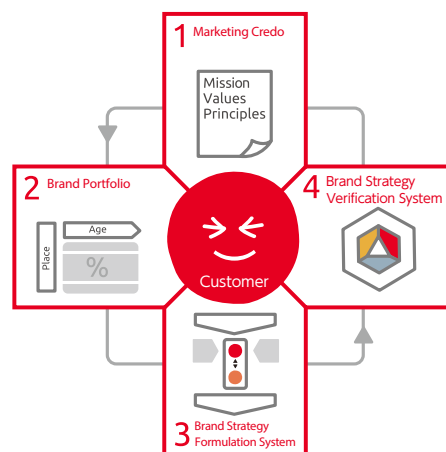 1 Marketing Credo
Mission
Values
Principles
2 Brand Portfolio
Age
Place
%
Customer
4 Brand Strategy
Verification System
3 Brand Strategy
Formulation System